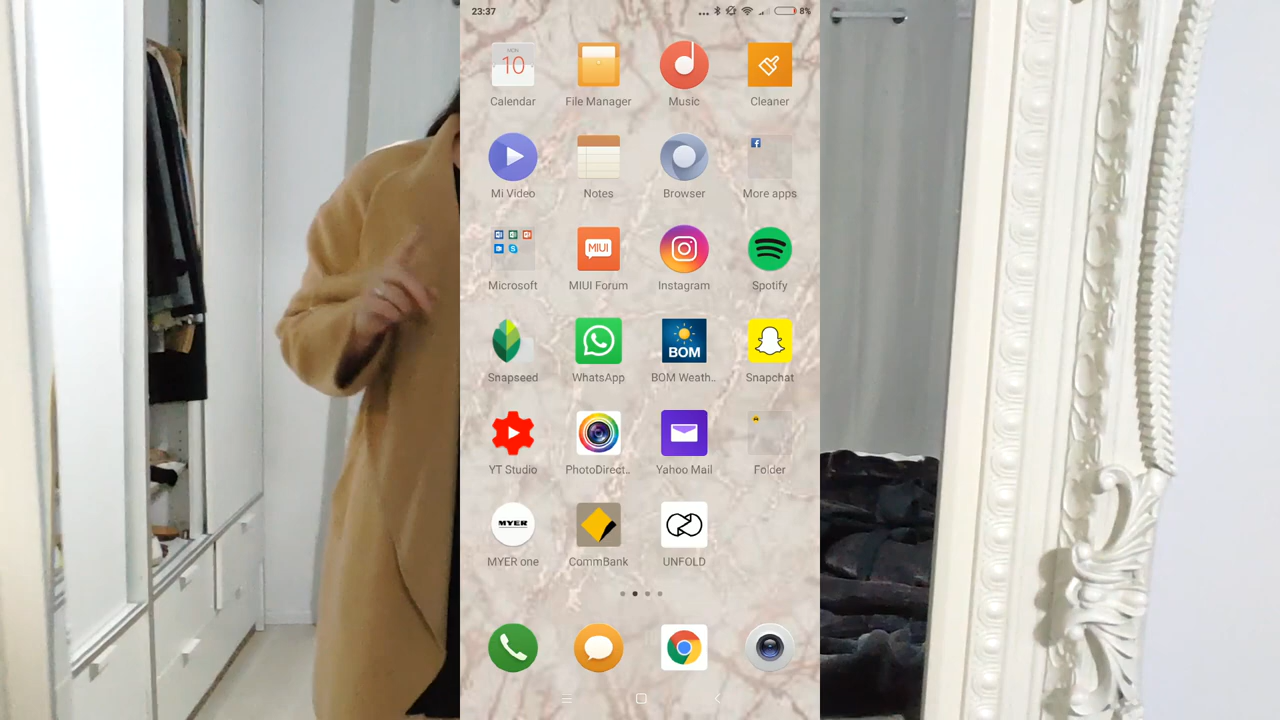 23:37
8%
MON
10
Calendar
File Manager
Music
Cleaner
Mi Video
Notes
Browser
More apps
MIUI
Microsoft
MIUI Forum
Instagram
Spotify
BOM
Snapseed
WhatsApp
BOM Weath..
Snapchat
YT Studio
PhotoDirect..
Yahoo Mail
Folder
MYER
MYER one
CommBank
UNFOLD